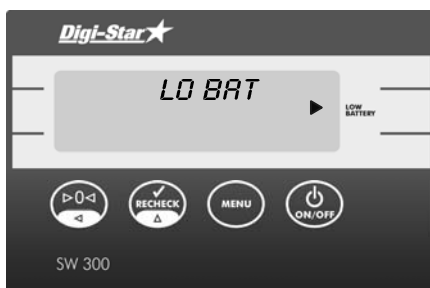 Digi-Star
LO BAT
LOW
BATTERY
>0<
RECHECK
MENU
ON/OFF
SW 300